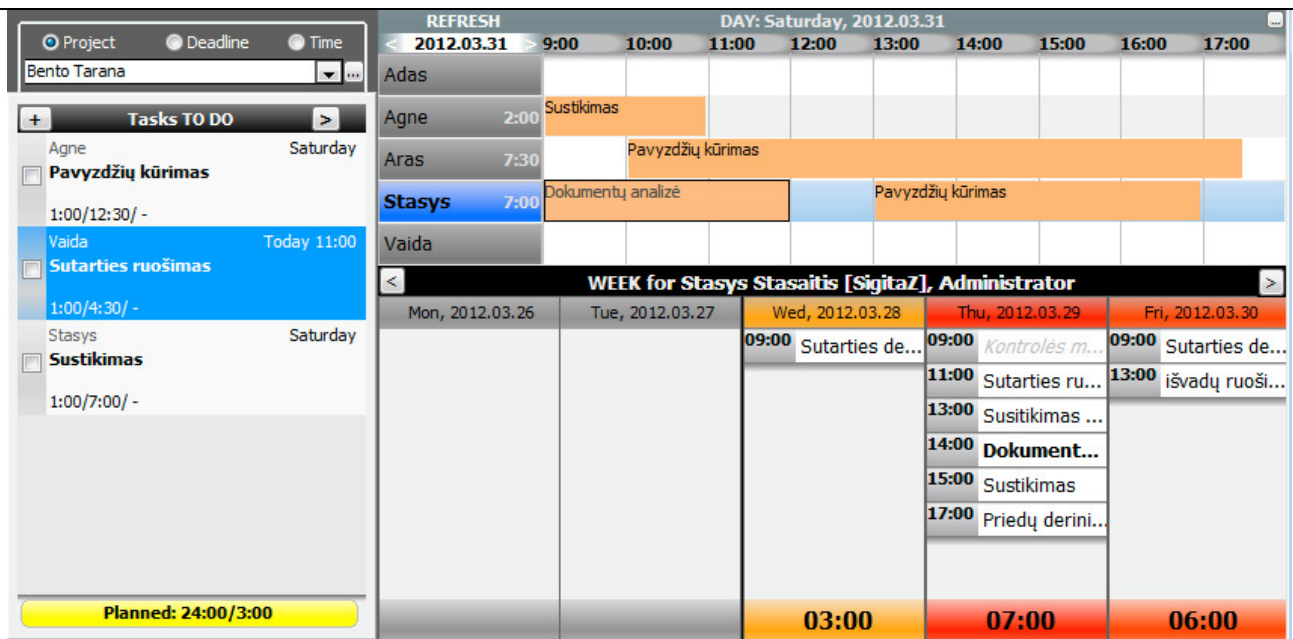 Project Deadline Time
Bento Tarana ...
+ Tasks TO DO >
Agne Saturday
Pavyzdžių kūrimas
1:00/12:30/ -
Vaida Today 11:00
Sutarties ruošimas
1:00/4:30/ -
Stasys Saturday
Sustikimas
1:00/7:00/ -
Planned: 24:00/3:00
REFRESH DAY: Saturday, 2012.03.31 ...
< 2012.03.31 > 9:00 10:00 11:00 12:00 13:00 14:00 15:00 16:00 17:00
Adas
Agne 2:00 Sustikimas
Aras 7:30 Pavyzdžių kūrimas
Stasys 7:00 Dokumentų analizė Pavyzdžių kūrimas
Vaida
< WEEK for Stasys Stasaitis [SigitaZ], Administrator >
Mon, 2012.03.26 Tue, 2012.03.27 Wed, 2012.03.28 Thu, 2012.03.29 Fri, 2012.03.30
09:00 Sutarties de... 09:00 Kontrolės m... 09:00 Sutarties de...
11:00 Sutarties ru... 13:00 išvadų ruoši...
13:00 Susitikimas ...
14:00 Dokument...
15:00 Sustikimas
17:00 Priedų derini...
03:00 07:00 06:00